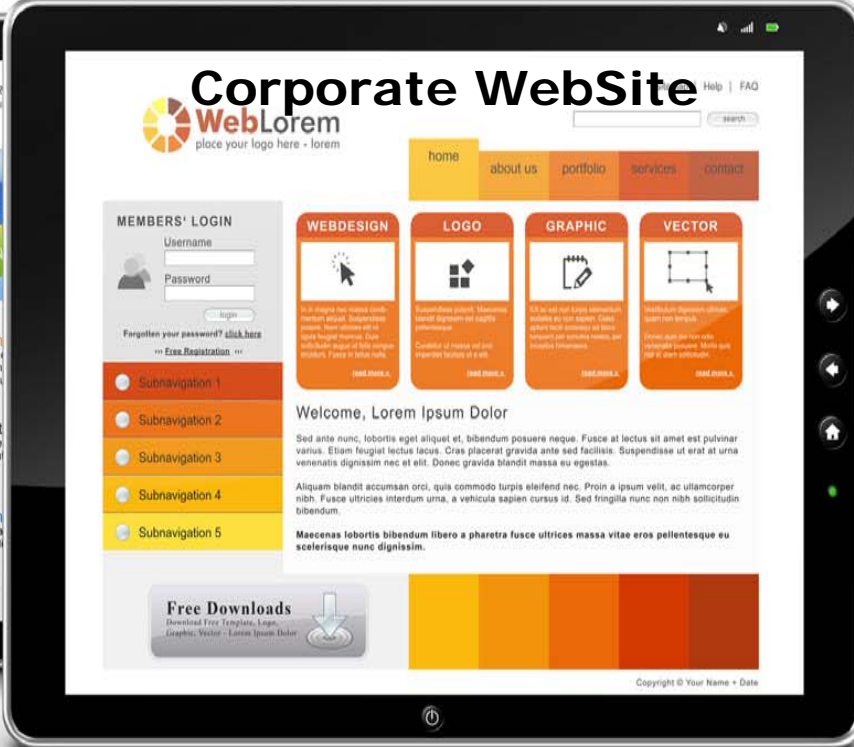 Corporate WebSite
Help | FAQ
WebLorem
place your logo here - lorem
search
home
about us
portfolio
services
contact
MEMBERS' LOGIN
Username
Password
login
Forgotten your password? click here
Free Registration
Subnavigation 1
Subnavigation 2
Subnavigation 3
Subnavigation 4
Subnavigation 5
WEBDESIGN
read more »
LOGO
read more »
GRAPHIC
read more »
VECTOR
read more »
Welcome, Lorem Ipsum Dolor
Sed ante nunc, lobortis eget aliquet et, bibendum posuere neque. Fusce at lectus sit amet est pulvinar
varius. Etiam feugiat lectus lacus. Cras placerat gravida ante sed facilisis. Suspendisse ut erat at urna
venenatis dignissim nec et elit. Donec gravida blandit massa eu egestas.
Aliquam blandit accumsan orci, quis commodo turpis eleifend nec. Proin a ipsum velit, ac ullamcorper
nibh. Fusce ultricies interdum urna, a vehicula sapien cursus id. Sed fringilla nunc non nibh sollicitudin
bibendum.
Maecenas lobortis bibendum libero a pharetra fusce ultrices massa vitae eros pellentesque eu
scelerisque nunc dignissim.
Free Downloads
Download Free Template, Logo,
Graphic, Vector - Lorem Ipsum Dolor
Copyright © Your Name + Date